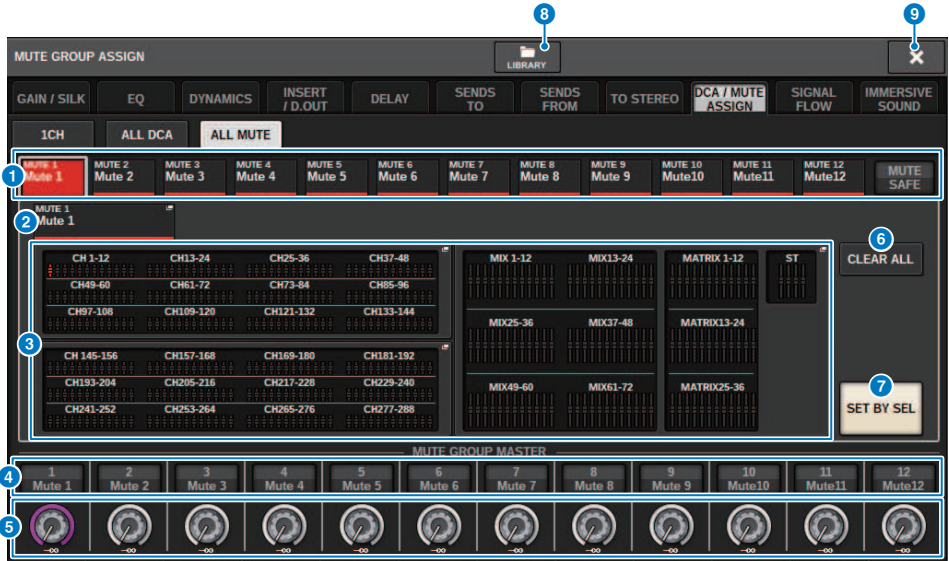 8
9
MUTE GROUP ASSIGN
LIBRARY
GAIN / SILK
EQ
DYNAMICS
INSERT
/ D.OUT
DELAY
SENDS
TO
SENDS
FROM
TO STEREO
DCA / MUTE
ASSIGN
SIGNAL
FLOW
IMMERSIVE
SOUND
1CH
ALL DCA
ALL MUTE
1
MUTE 1
Mute 1
MUTE 2
Mute 2
MUTE 3
Mute 3
MUTE 4
Mute 4
MUTE 5
Mute 5
MUTE 6
Mute 6
MUTE 7
Mute 7
MUTE 8
Mute 8
MUTE 9
Mute 9
MUTE 10
Mute10
MUTE 11
Mute11
MUTE 12
Mute12
MUTE
SAFE
2
MUTE 1
Mute 1
3
CH 1-12
CH13-24
CH25-36
CH37-48
CH49-60
CH61-72
CH73-84
CH85-96
CH97-108
CH109-120
CH121-132
CH133-144
CH 145-156
CH157-168
CH169-180
CH181-192
CH193-204
CH205-216
CH217-228
CH229-240
CH241-252
CH253-264
CH265-276
CH277-288
MIX 1-12
MIX13-24
MATRIX 1-12
ST
MIX25-36
MIX37-48
MATRIX13-24
MIX49-60
MIX61-72
MATRIX25-36
6
CLEAR ALL
7
SET BY SEL
MUTE GROUP MASTER
4
1
Mute 1
2
Mute 2
3
Mute 3
4
Mute 4
5
Mute 5
6
Mute 6
7
Mute 7
8
Mute 8
9
Mute 9
10
Mute10
11
Mute11
12
Mute12
5
-∞
-∞
-∞
-∞
-∞
-∞
-∞
-∞
-∞
-∞
-∞
-∞